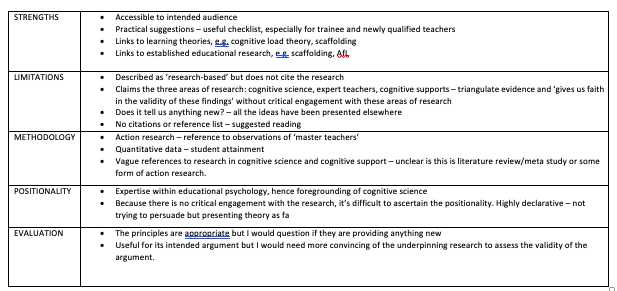 STRENGTHS
• Accessible to intended audience
• Practical suggestions – useful checklist, especially for trainee and newly qualified teachers
• Links to learning theories, e.g. cognitive load theory, scaffolding
• Links to established educational research, e.g. scaffolding, AfL
LIMITATIONS
• Described as ‘research-based’ but does not cite the research
• Claims the three areas of research: cognitive science, expert teachers, cognitive supports – triangulate evidence and ‘gives us faith
in the validity of these findings’ without critical engagement with these areas of research
• Does it tell us anything new? – all the ideas have been presented elsewhere
• No citations or reference list – suggested reading
METHODOLOGY
• Action research – reference to observations of ‘master teachers’
• Quantitative data – student attainment
• Vague references to research in cognitive science and cognitive support – unclear is this is literature review/meta study or some
form of action research.
POSITIONALITY
• Expertise within educational psychology, hence foregrounding of cognitive science
• Because there is no critical engagement with the research, it’s difficult to ascertain the positionality. Highly declarative – not
trying to persuade but presenting theory as fa
EVALUATION
• The principles are appropriate but I would question if they are providing anything new
• Useful for its intended argument but I would need more convincing of the underpinning research to assess the validity of the
argument.